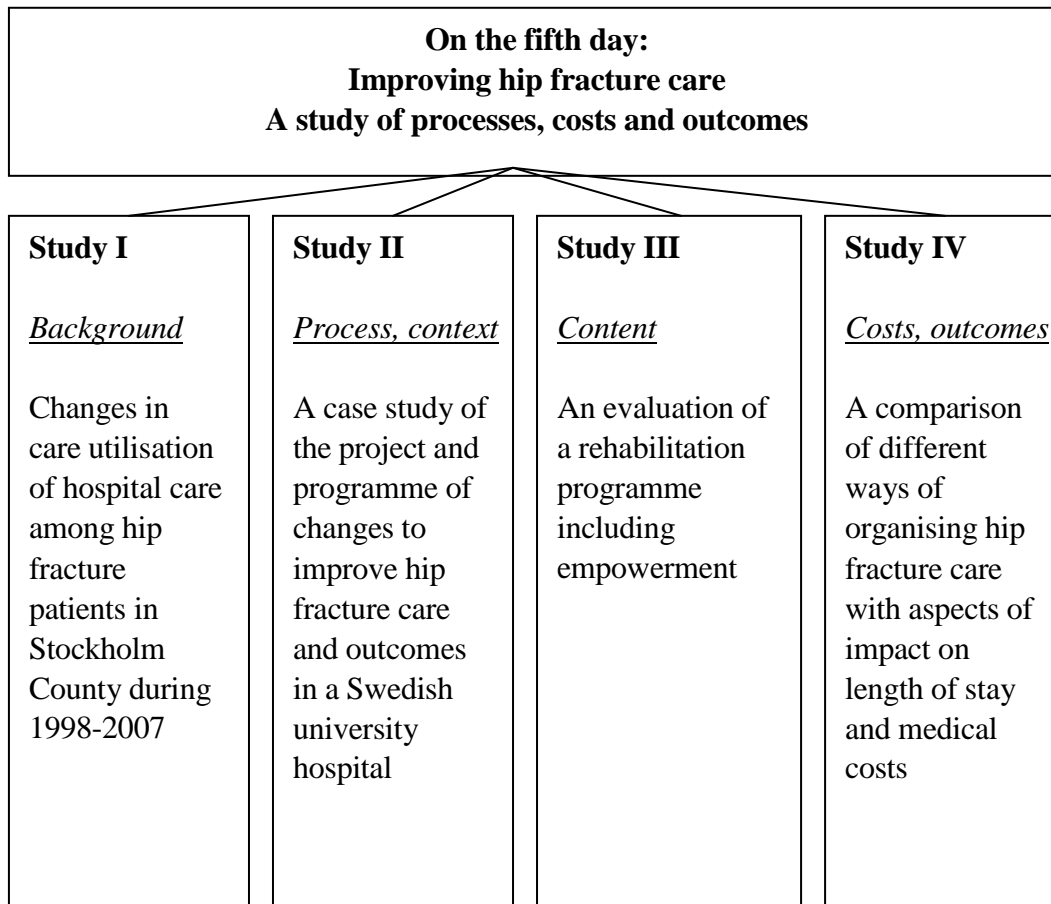 On the fifth day:
Improving hip fracture care
A study of processes, costs and outcomes
Study I
Background
Changes in
care utilisation
of hospital care
among hip
fracture
patients in
Stockholm
County during
1998-2007
Study II
Process, context
A case study of
the project and
programme of
changes to
improve hip
fracture care
and outcomes
in a Swedish
university
hospital
Study III
Content
An evaluation of
a rehabilitation
programme
including
empowerment
Study IV
Costs, outcomes
A comparison
of different
ways of
organising hip
fracture care
with aspects of
impact on
length of stay
and medical
costs